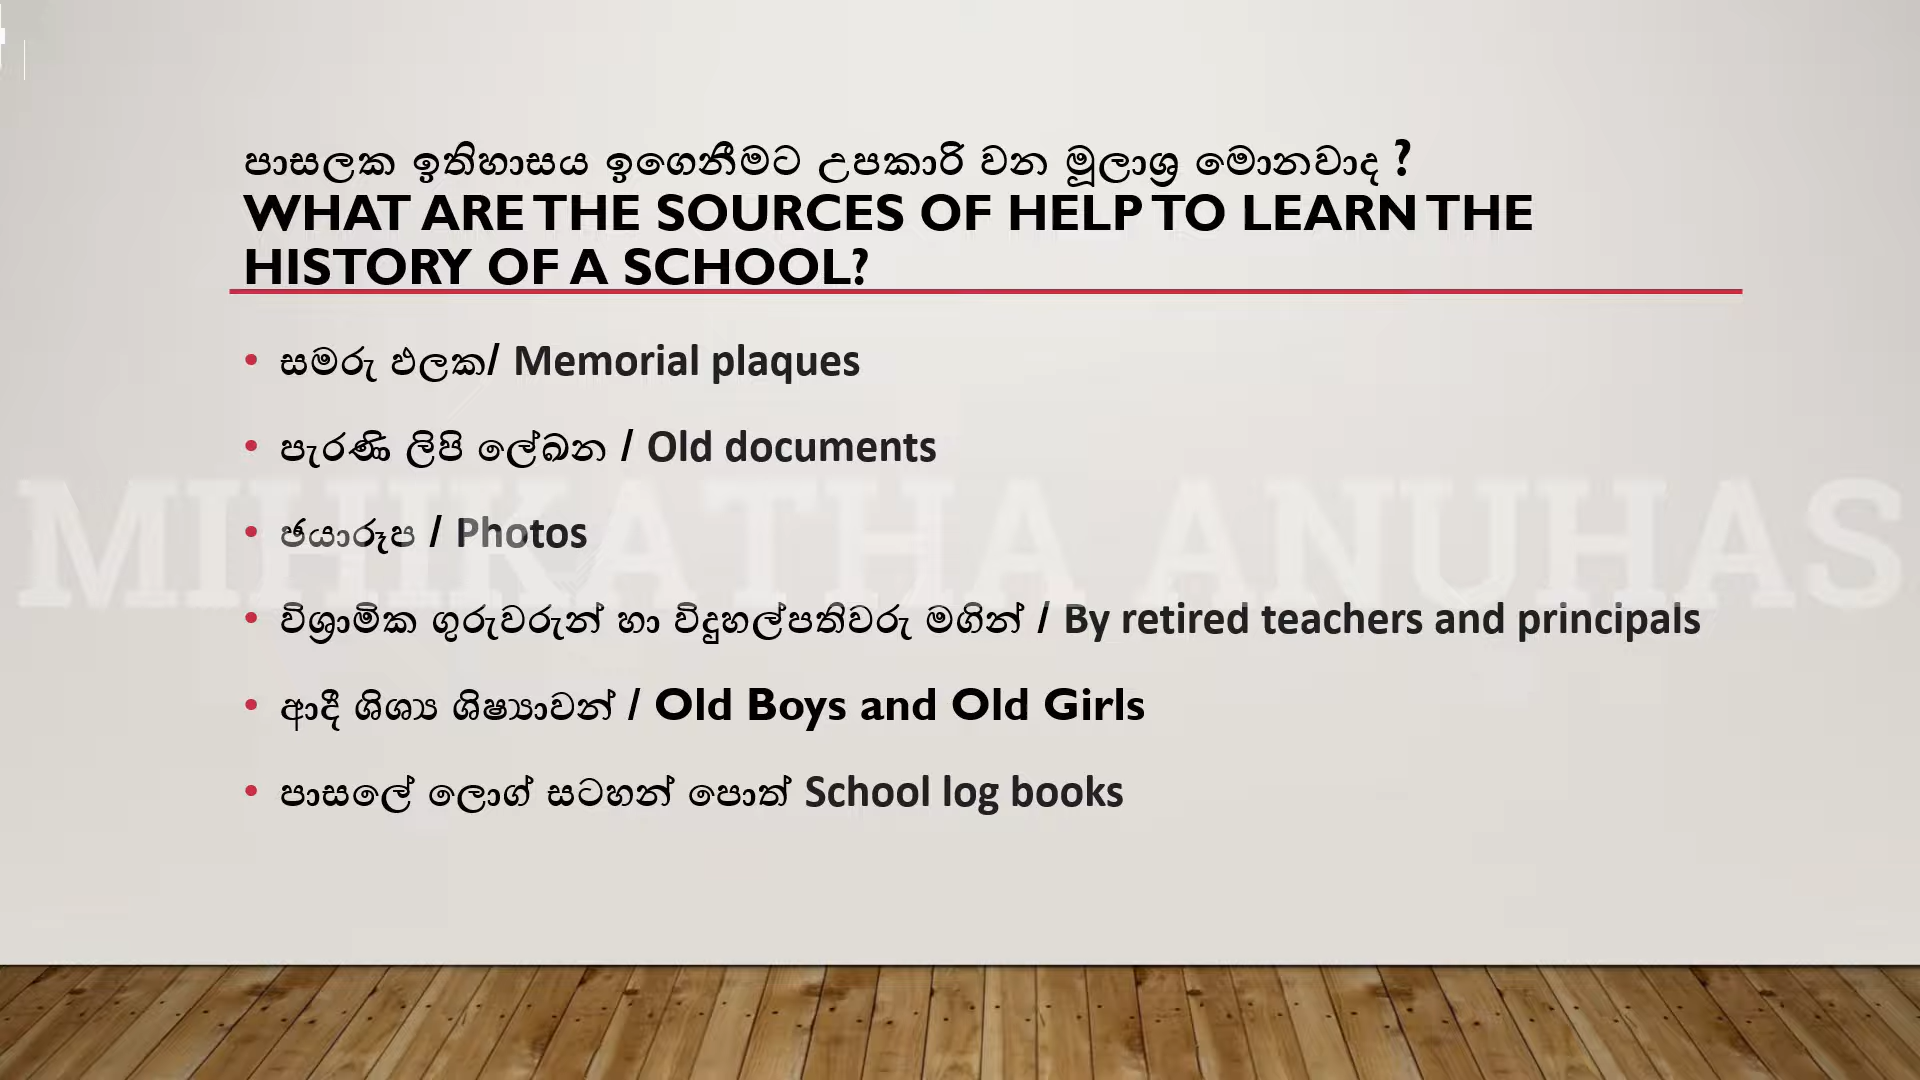 පාසලක ඉතිහාසය ඉගෙනීමට උපකාරි වන මූලාශ්‍ර මොනවාද ?
WHAT ARE THE SOURCES OF HELP TO LEARN THE
HISTORY OF A SCHOOL?
• සමරු ඵලක/ Memorial plaques
• පැරණි ලිපි ලේඛන / Old documents
• ඡයාරූප / Photos
• විශ්‍රාමික ගුරුවරුන් හා විදුහල්පතිවරු මගින් / By retired teachers and principals
• ආදී ශිශ්‍ය ශිෂ්‍යාවන් / Old Boys and Old Girls
• පාසලේ ලොග් සටහන් පොත් School log books
MIHIKATHA ANUHAS